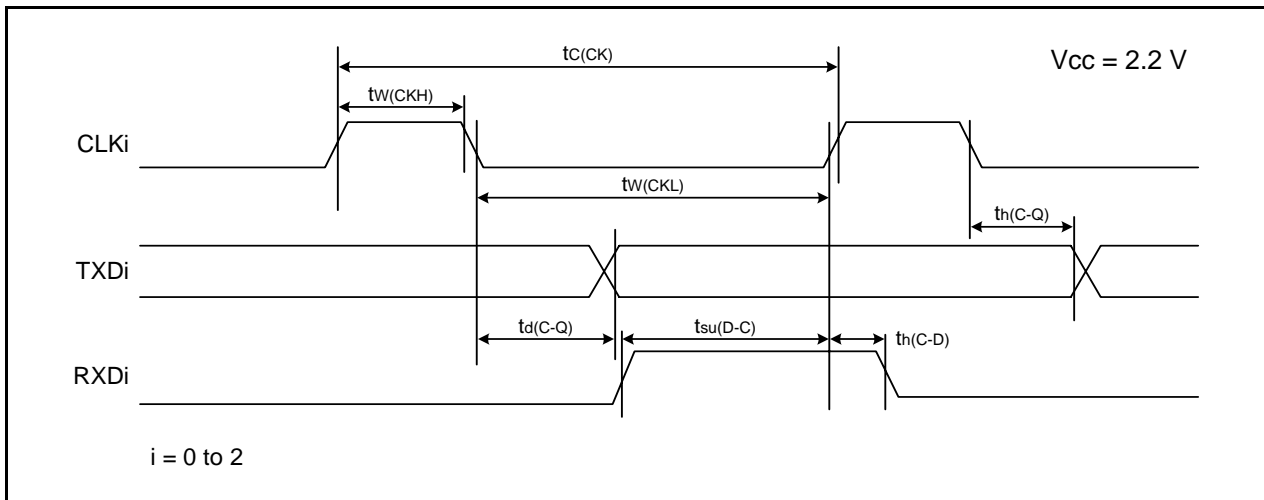 tC(CK)
Vcc = 2.2 V
tW(CKH)
CLKi
tW(CKL)
th(C-Q)
TXDi
td(C-Q)
tsu(D-C)
th(C-D)
RXDi
i = 0 to 2